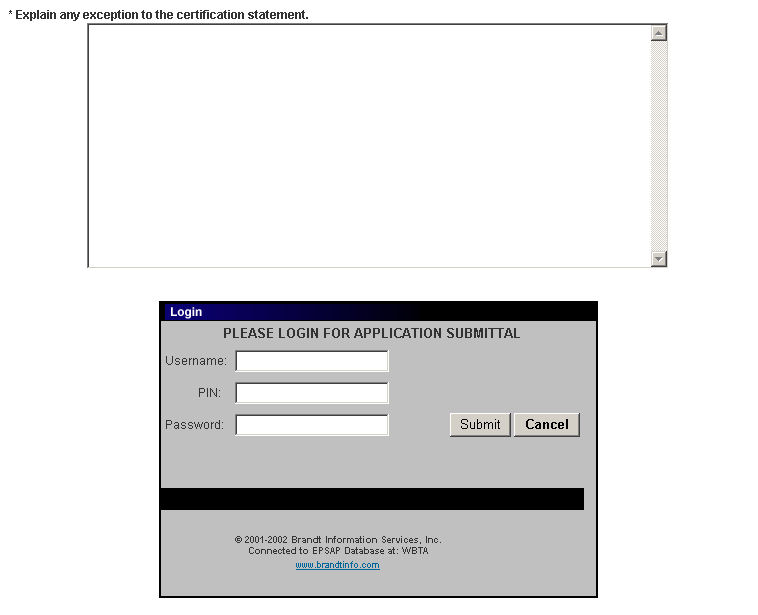 * Explain any exception to the certification statement.
Login
PLEASE LOGIN FOR APPLICATION SUBMITTAL
Username:
PIN:
Password:
Submit Cancel
© 2001-2002 Brandt Information Services, Inc.
Connected to EPSAP Database at: WBTA
www.brandtinfo.com